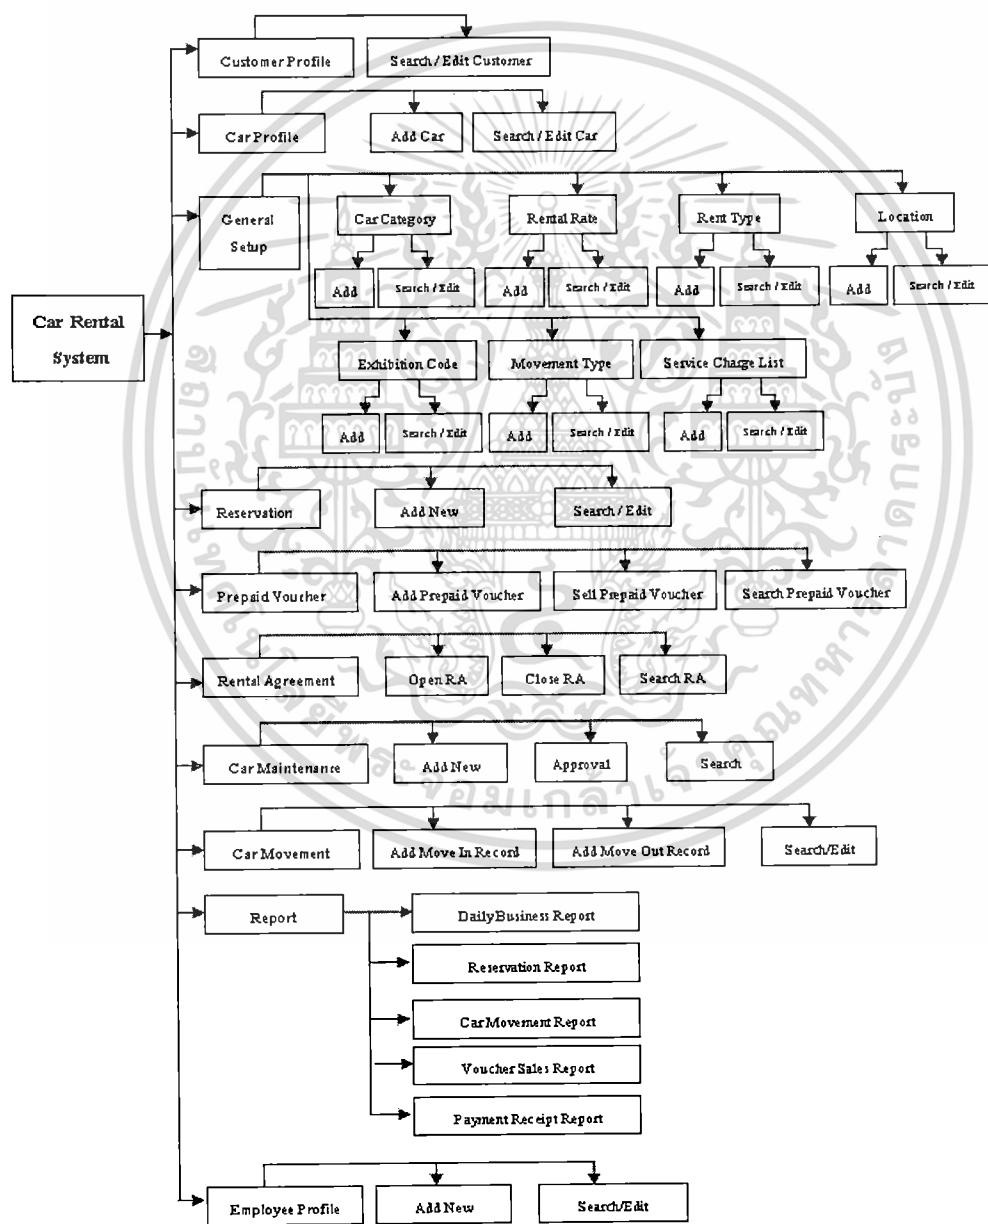 Customer Profile
Search / Edit Customer
Car Profile
Add Car
Search / Edit Car
General
Setup
Car Category
Rental Rate
Rent Type
Location
Add
Search / Edit
Add
Search / Edit
Add
Search / Edit
Add
Search / Edit
Car Rental
System
Exhibition Code
Movement Type
Service Charge List
Add
Search / Edit
Add
Search / Edit
Add
Search / Edit
Reservation
Add New
Search / Edit
Prepaid Voucher
Add Prepaid Voucher
Sell Prepaid Voucher
Search Prepaid Voucher
Rental Agreement
Open RA
Close RA
Search RA
Car Maintenance
Add New
Approval
Search
Car Movement
Add Move In Record
Add Move Out Record
Search/Edit
Report
Daily Business Report
Reservation Report
Car Movement Report
Voucher Sales Report
Payment Receipt Report
Employee Profile
Add New
Search/Edit